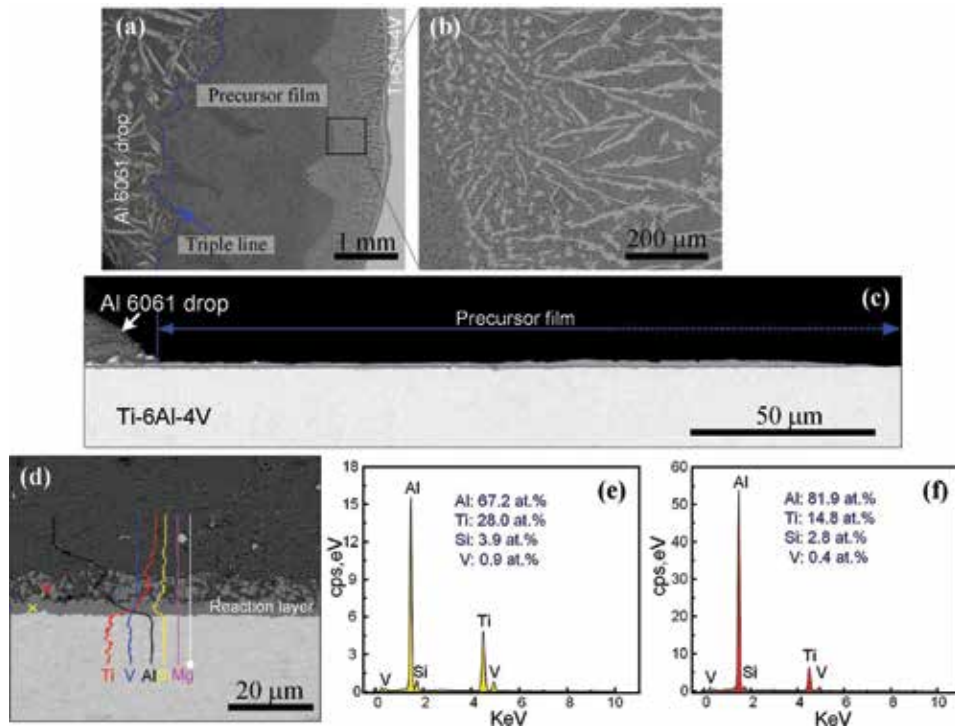 (a)
Al 6061 drop
Precursor film
Triple line
1 mm
Ti-6Al-4V
(b)
200 μm
(c)
Al 6061 drop
Precursor film
Ti-6Al-4V
50 μm
(d)
Reaction layer
Ti V Al Mg
20 μm
(e)
18
15
12
9
6
3
0
cps,eV
Al
Al: 67.2 at.%
Ti: 28.0 at.%
Si: 3.9 at.%
V: 0.9 at.%
Ti
V Si V
0 2 4 6 8 10
KeV
(f)
60
50
40
30
20
10
0
cps,eV
Al
Al: 81.9 at.%
Ti: 14.8 at.%
Si: 2.8 at.%
V: 0.4 at.%
Ti
V Si V
0 2 4 6 8 10
KeV